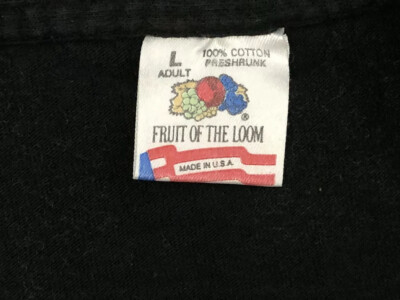 L
ADULT
100% COTTON
PRESHRUNK
®
FRUIT OF THE LOOM
MADE IN U.S.A.